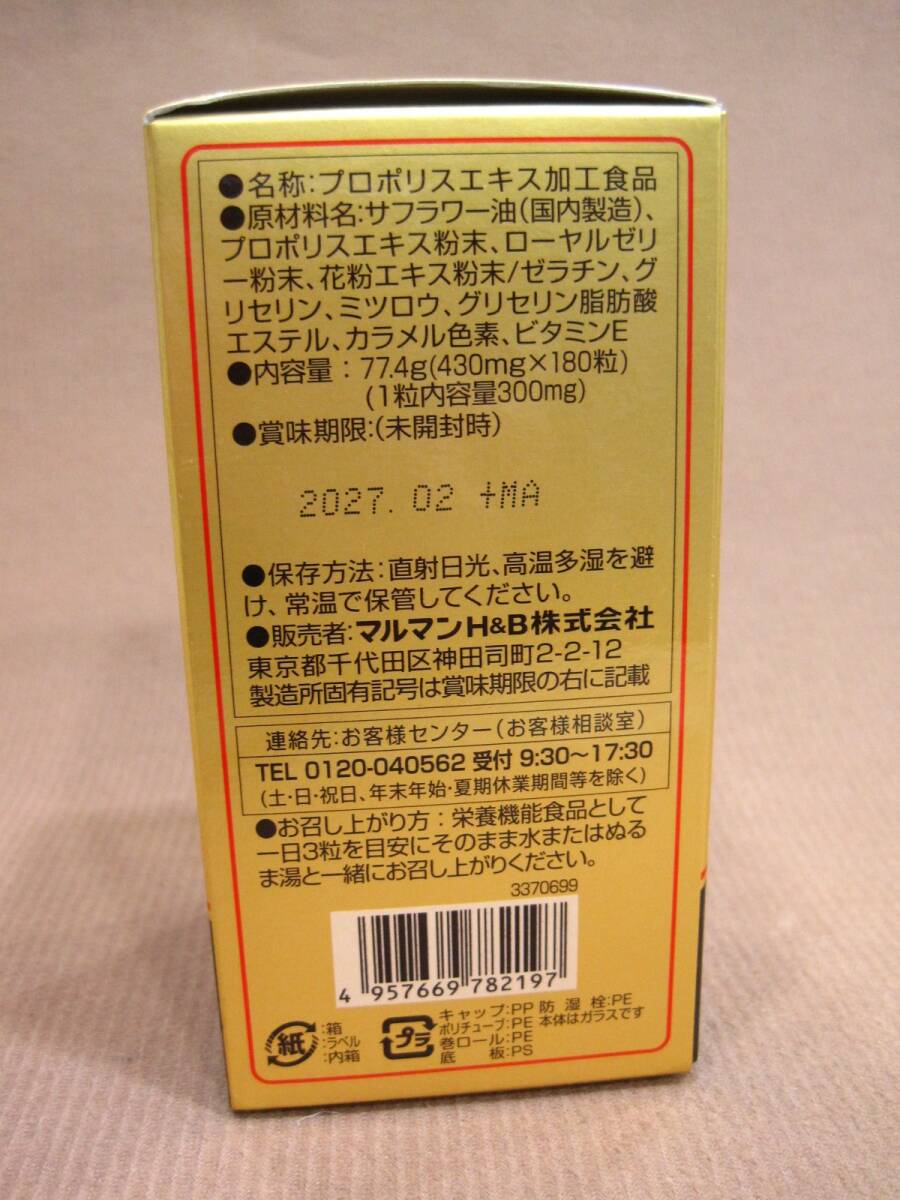 ●名称:プロポリスエキス加工食品
●原材料名:サフラワー油(国内製造)、
プロポリスエキス粉末、ローヤルゼリ
ー粉末、花粉エキス粉末/ゼラチン、グ
リセリン、ミツロウ、グリセリン脂肪酸
エステル、カラメル色素、ビタミンE
●内容量：77.4g(430mg×180粒)
(1粒内容量300mg)
●賞味期限:(未開封時)
2027.02 +MA
●保存方法:直射日光、高温多湿を避
け、常温で保管してください。
●販売者:マルマンH&B株式会社
東京都千代田区神田司町2-2-12
製造所固有記号は賞味期限の右に記載
連絡先:お客様センター(お客様相談室)
TEL 0120-040562 受付 9:30〜17:30
(土・日・祝日、年末年始・夏期休業期間等を除く)
●お召し上がり方：栄養機能食品として
一日3粒を目安にそのまま水またはぬる
ま湯と一緒にお召し上がりください。
3370699
4 957669 782197
紙
:箱
:ラベル
:内箱
プラ
キャップ:PP 防湿栓:PE
ポリチューブ:PE 本体はガラスです
巻ロール:PE
底板:PS